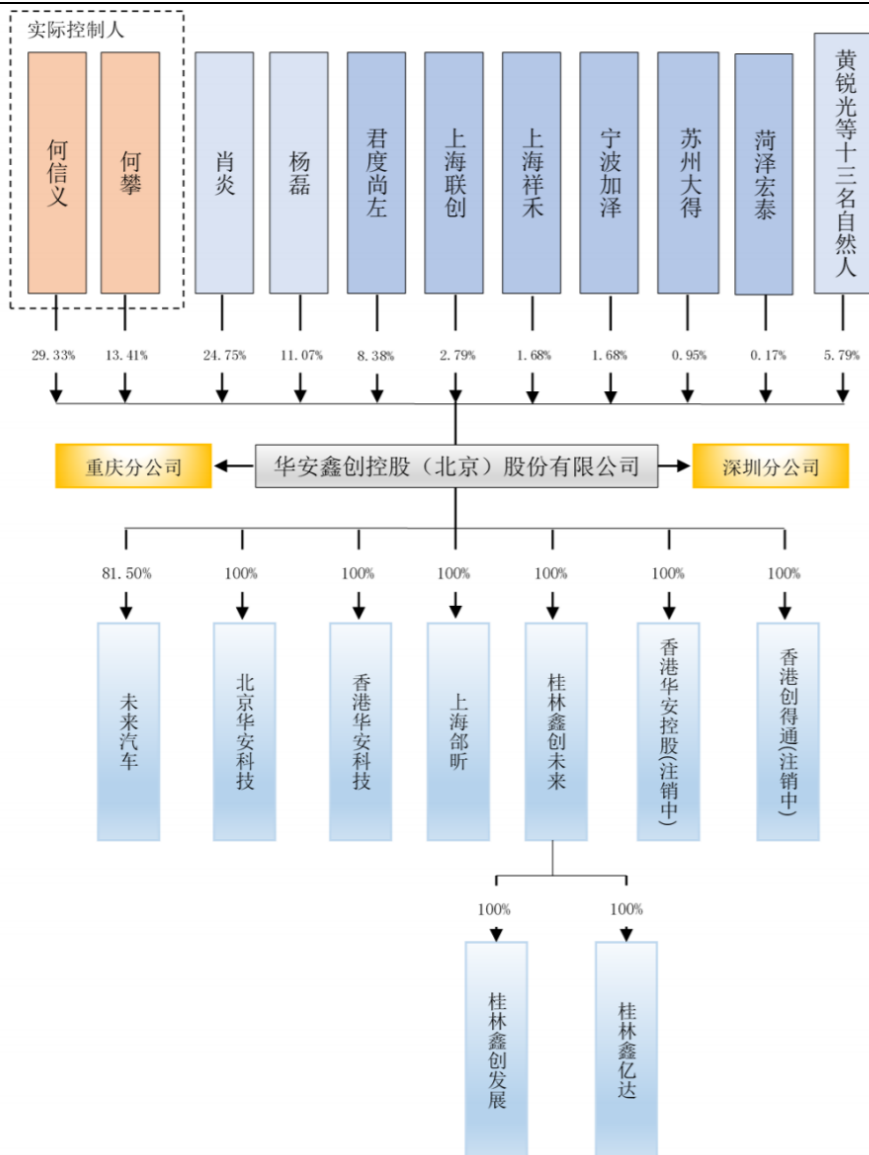 实际控制人
何信义
何攀
肖炎
杨磊
君度尚左
上海联创
上海祥禾
宁波加泽
苏州大得
菏泽宏泰
黄锐光等十三名自然人
29.33%
13.41%
24.75%
11.07%
8.38%
2.79%
1.68%
1.68%
0.95%
0.17%
5.79%
重庆分公司
华安鑫创控股（北京）股份有限公司
深圳分公司
81.50%
100%
100%
100%
100%
100%
100%
未来汽车
北京华安科技
香港华安科技
上海郃昕
桂林鑫创未来
香港华安控股(注销中)
香港创得通(注销中)
100%
100%
桂林鑫创发展
桂林鑫亿达